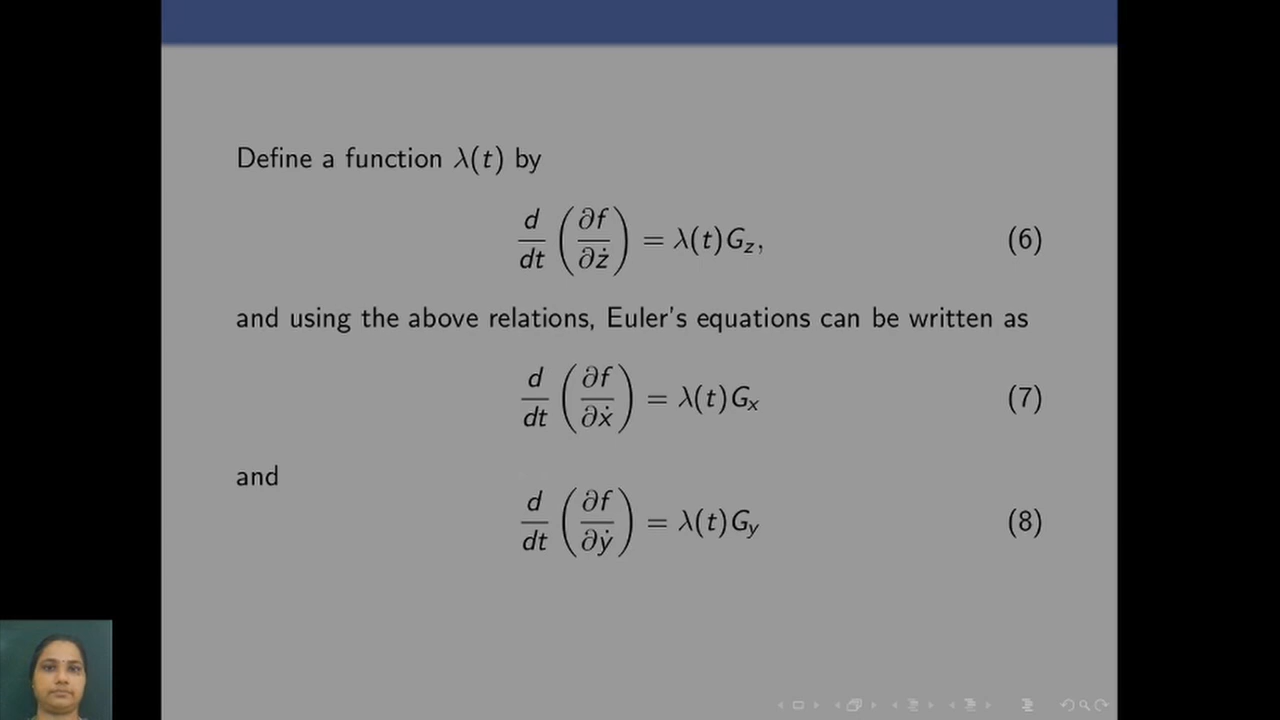 Define a function λ(t) by
d/dt (∂f/∂ż) = λ(t)G_z, (6)
and using the above relations, Euler's equations can be written as
d/dt (∂f/∂ẋ) = λ(t)G_x (7)
and
d/dt (∂f/∂ẏ) = λ(t)G_y (8)